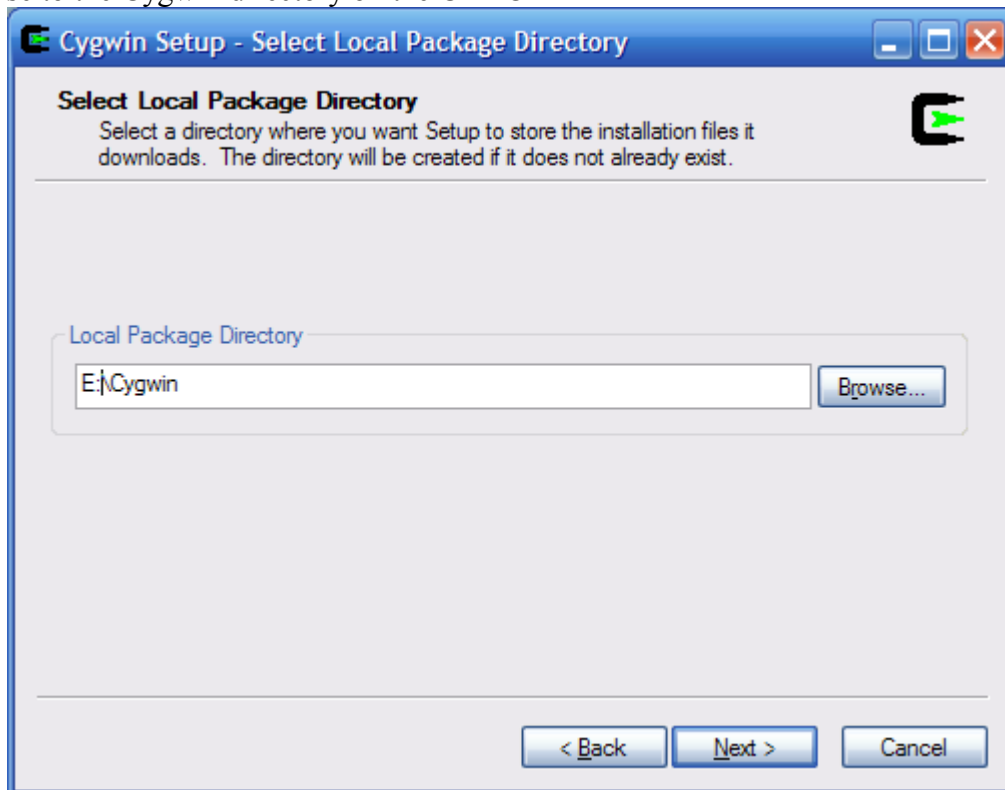 Cygwin Setup - Select Local Package Directory
Select Local Package Directory
Select a directory where you want Setup to store the installation files it
downloads. The directory will be created if it does not already exist.
Local Package Directory
E:\Cygwin
Browse...
< Back
Next >
Cancel